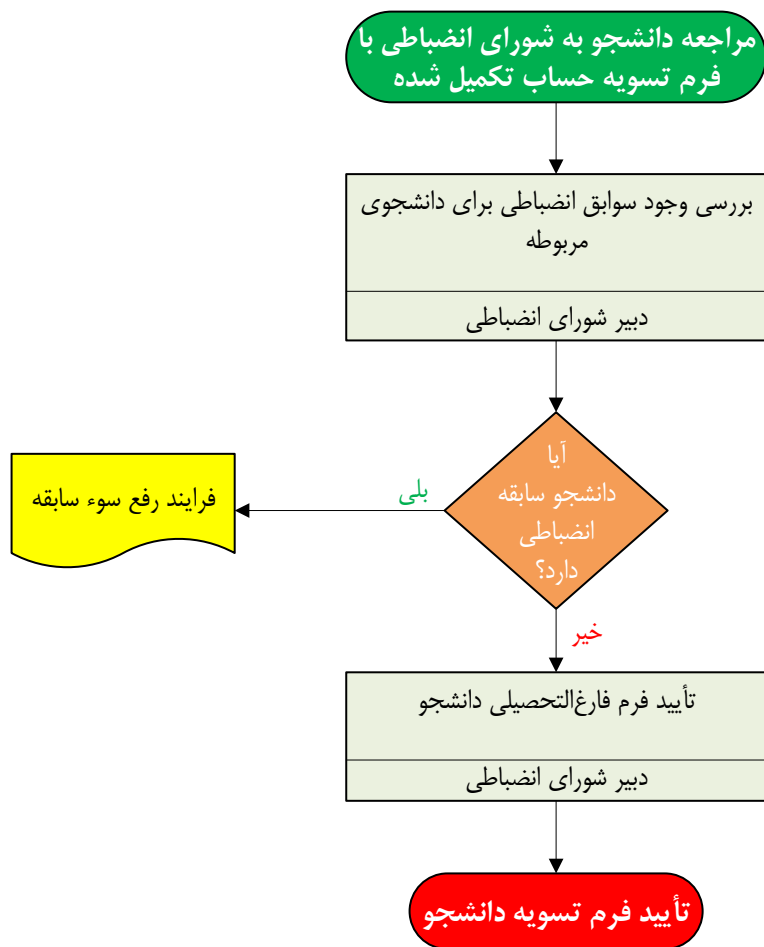 مراجعه دانشجو به شورای انضباطی با
فرم تسویه حساب تکمیل شده
بررسی وجود سوابق انضباطی برای دانشجوی
مربوطه
دبیر شورای انضباطی
آیا
دانشجو سابقه
انضباطی
دارد؟
بلی
فرایند رفع سوء سابقه
خیر
تأیید فرم فارغ‌التحصیلی دانشجو
دبیر شورای انضباطی
تأیید فرم تسویه دانشجو